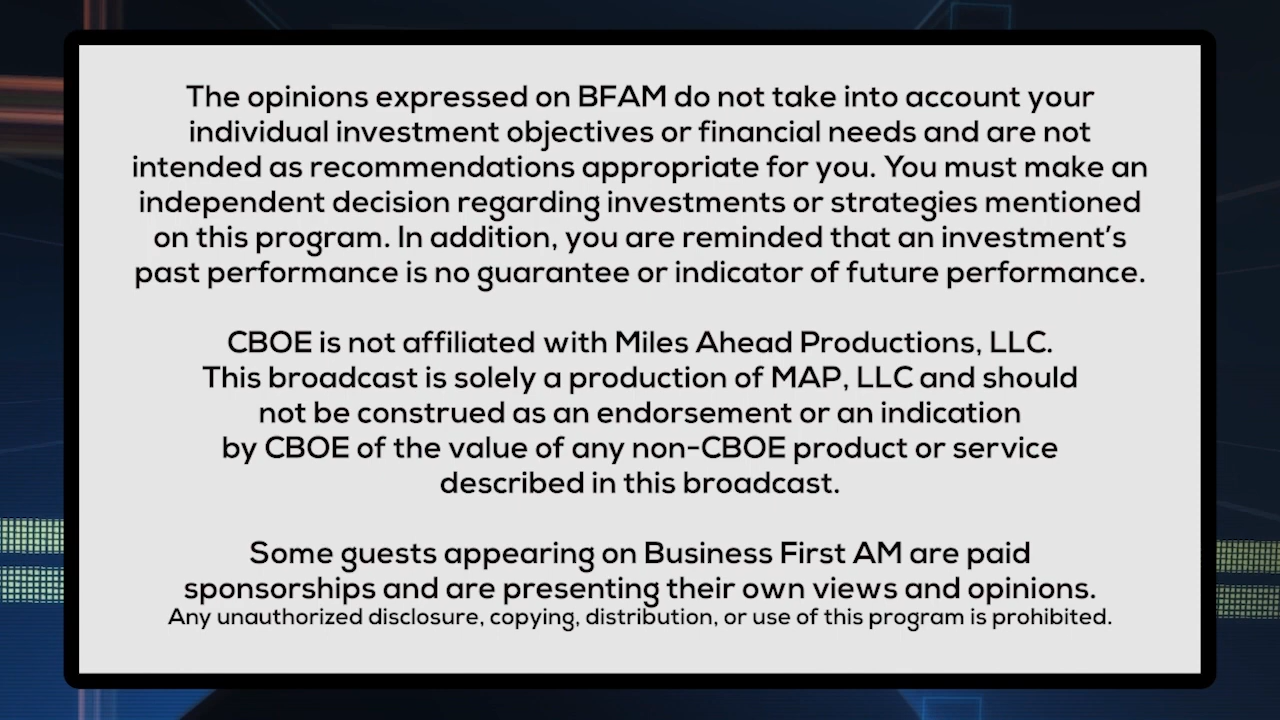 The opinions expressed on BFAM do not take into account your
individual investment objectives or financial needs and are not
intended as recommendations appropriate for you. You must make an
independent decision regarding investments or strategies mentioned
on this program. In addition, you are reminded that an investment's
past performance is no guarantee or indicator of future performance.
CBOE is not affiliated with Miles Ahead Productions, LLC.
This broadcast is solely a production of MAP, LLC and should
not be construed as an endorsement or an indication
by CBOE of the value of any non-CBOE product or service
described in this broadcast.
Some guests appearing on Business First AM are paid
sponsorships and are presenting their own views and opinions.
Any unauthorized disclosure, copying, distribution, or use of this program is prohibited.